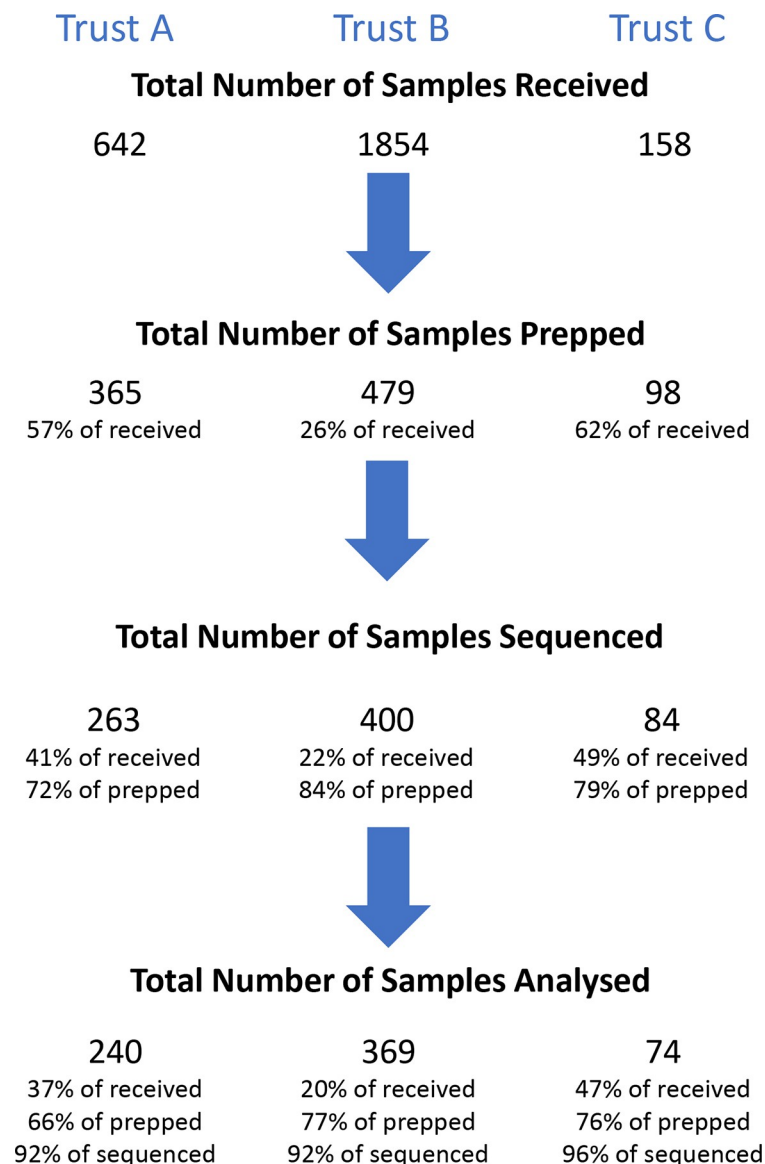 Trust A Trust B Trust C
Total Number of Samples Received
642 1854 158
Total Number of Samples Prepped
365 479 98
57% of received 26% of received 62% of received
Total Number of Samples Sequenced
263 400 84
41% of received 22% of received 49% of received
72% of prepped 84% of prepped 79% of prepped
Total Number of Samples Analysed
240 369 74
37% of received 20% of received 47% of received
66% of prepped 77% of prepped 76% of prepped
92% of sequenced 92% of sequenced 96% of sequenced